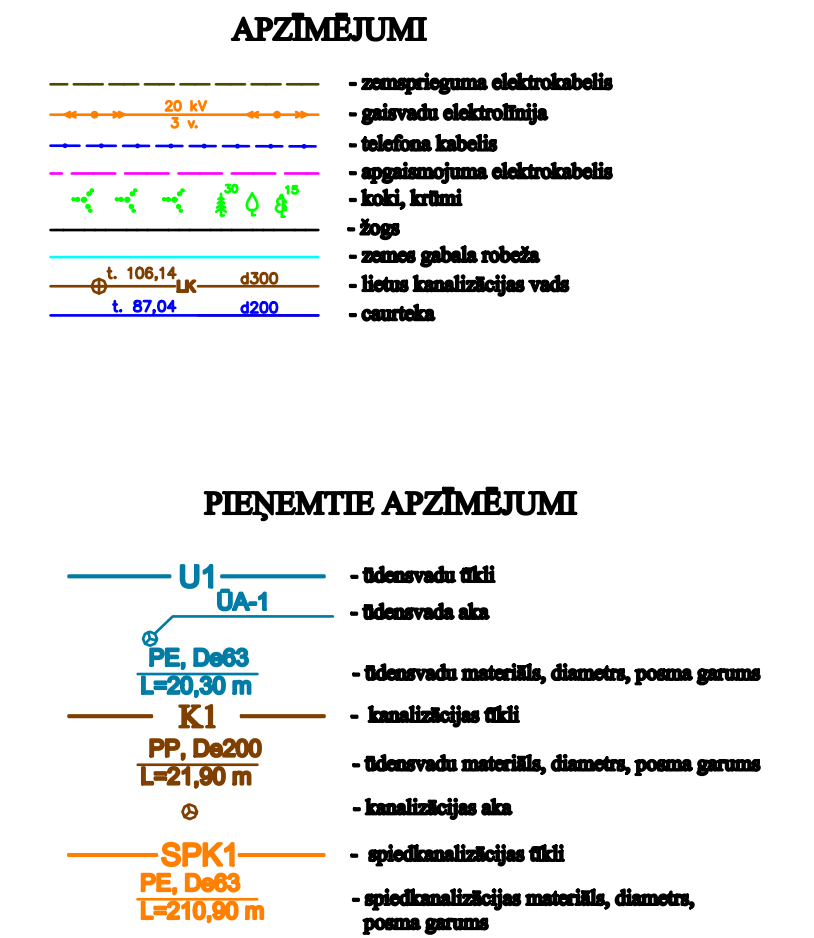 APZĪMĒJUMI
- zemsprieguma elektrokabelis
20 kV
3 v.
- gaisvadu elektrolīnija
- telefona kabelis
- apgaismojuma elektrokabelis
30
15
- koki, krūmi
- žogs
- zemes gabala robeža
t. 106,14 LK d300
- lietus kanalizācijas vads
t. 87,04 d200
- caurteka
PIEŅEMTIE APZĪMĒJUMI
U1 - ūdensvadu tīkli
ŪA-1 - ūdensvada aka
PE, De63
L=20,30 m
- ūdensvadu materiāls, diametrs, posma garums
K1 - kanalizācijas tīkli
PP, De200
L=21,90 m
- ūdensvadu materiāls, diametrs, posma garums
- kanalizācijas aka
SPK1 - spiedkanalizācijas tīkli
PE, De63
L=210,90 m
- spiedkanalizācijas materiāls, diametrs,
posma garums